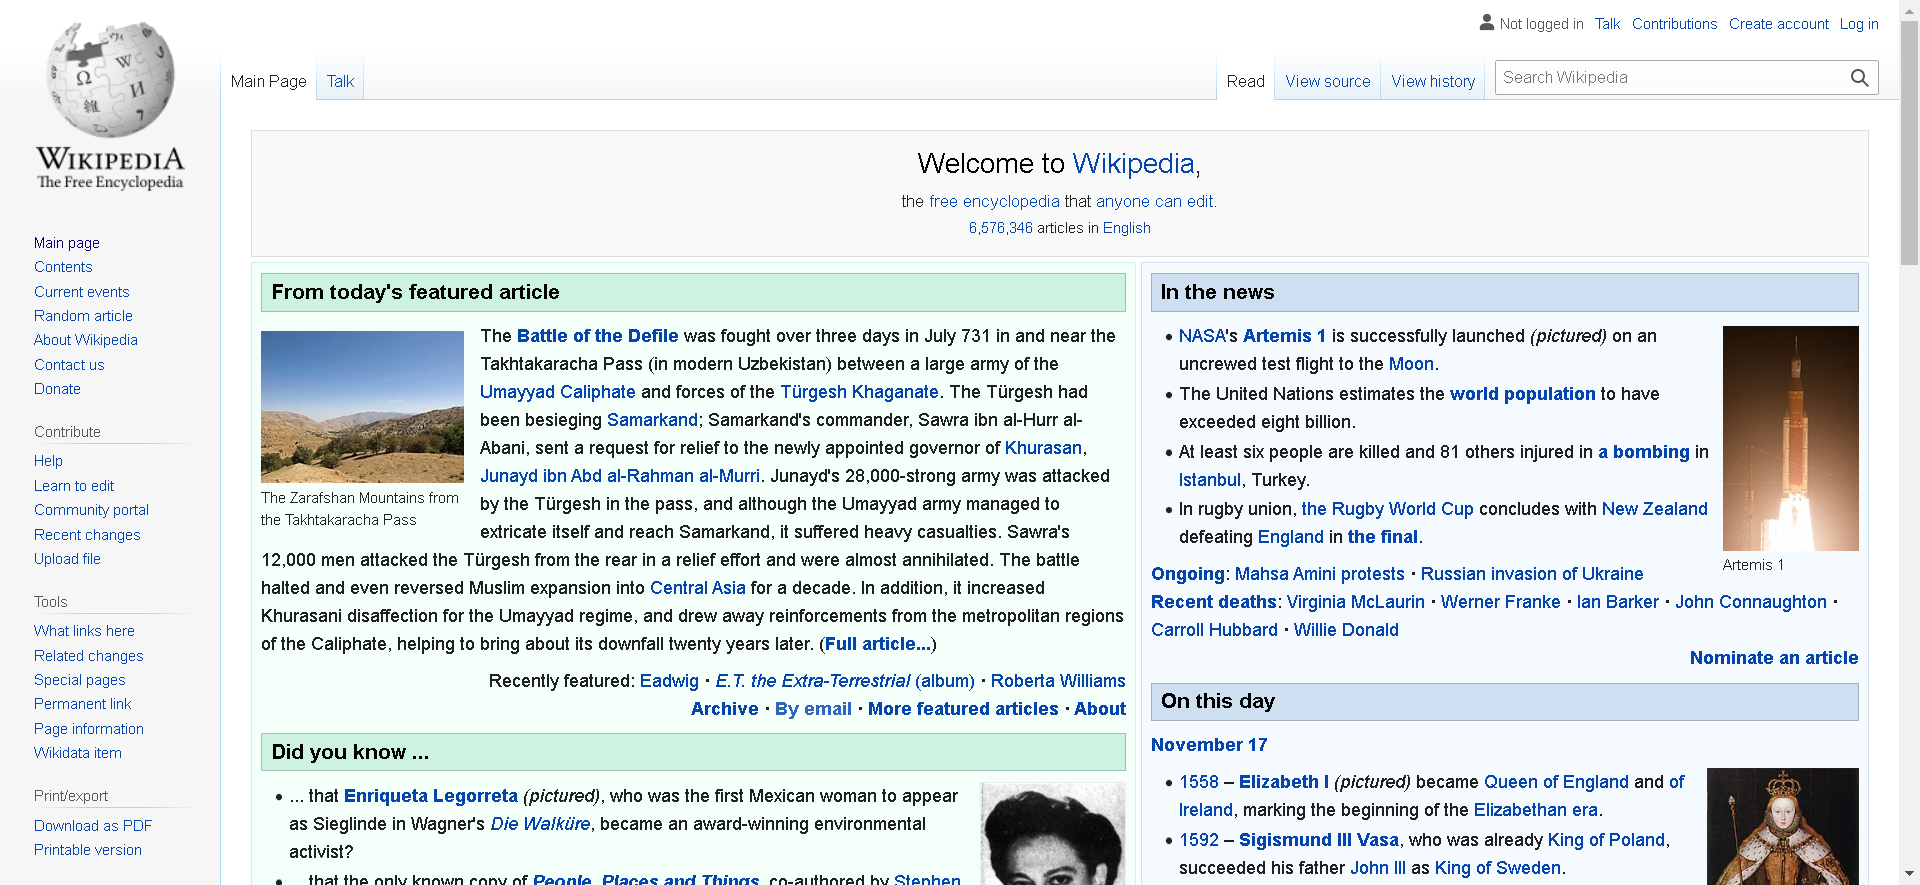 Not logged in Talk Contributions Create account Log in
Main Page Talk Read View source View history Search Wikipedia
WIKIPEDIA
The Free Encyclopedia
Main page
Contents
Current events
Random article
About Wikipedia
Contact us
Donate
Contribute
Help
Learn to edit
Community portal
Recent changes
Upload file
Tools
What links here
Related changes
Special pages
Permanent link
Page information
Wikidata item
Print/export
Download as PDF
Printable version
Welcome to Wikipedia,
the free encyclopedia that anyone can edit.
6,576,346 articles in English
From today's featured article
The Zarafshan Mountains from
the Takhtakaracha Pass
The Battle of the Defile was fought over three days in July 731 in and near the
Takhtakaracha Pass (in modern Uzbekistan) between a large army of the
Umayyad Caliphate and forces of the Türgesh Khaganate. The Türgesh had
been besieging Samarkand; Samarkand's commander, Sawra ibn al-Hurr al-
Abani, sent a request for relief to the newly appointed governor of Khurasan,
Junayd ibn Abd al-Rahman al-Murri. Junayd's 28,000-strong army was attacked
by the Türgesh in the pass, and although the Umayyad army managed to
extricate itself and reach Samarkand, it suffered heavy casualties. Sawra's
12,000 men attacked the Türgesh from the rear in a relief effort and were almost annihilated. The battle
halted and even reversed Muslim expansion into Central Asia for a decade. In addition, it increased
Khurasani disaffection for the Umayyad regime, and drew away reinforcements from the metropolitan regions
of the Caliphate, helping to bring about its downfall twenty years later. (Full article...)
Recently featured: Eadwig · E.T. the Extra-Terrestrial (album) · Roberta Williams
Archive · By email · More featured articles · About
Did you know ...
... that Enriqueta Legorreta (pictured), who was the first Mexican woman to appear
as Sieglinde in Wagner's Die Walküre, became an award-winning environmental
activist?
... that the only known copy of People, Places and Things, co-authored by Stephen
In the news
NASA's Artemis 1 is successfully launched (pictured) on an
uncrewed test flight to the Moon.
The United Nations estimates the world population to have
exceeded eight billion.
At least six people are killed and 81 others injured in a bombing in
Istanbul, Turkey.
In rugby union, the Rugby World Cup concludes with New Zealand
defeating England in the final.
Artemis 1
Ongoing: Mahsa Amini protests · Russian invasion of Ukraine
Recent deaths: Virginia McLaurin · Werner Franke · Ian Barker · John Connaughton ·
Carroll Hubbard · Willie Donald
Nominate an article
On this day
November 17
1558 – Elizabeth I (pictured) became Queen of England and of
Ireland, marking the beginning of the Elizabethan era.
1592 – Sigismund III Vasa, who was already King of Poland,
succeeded his father John III as King of Sweden.